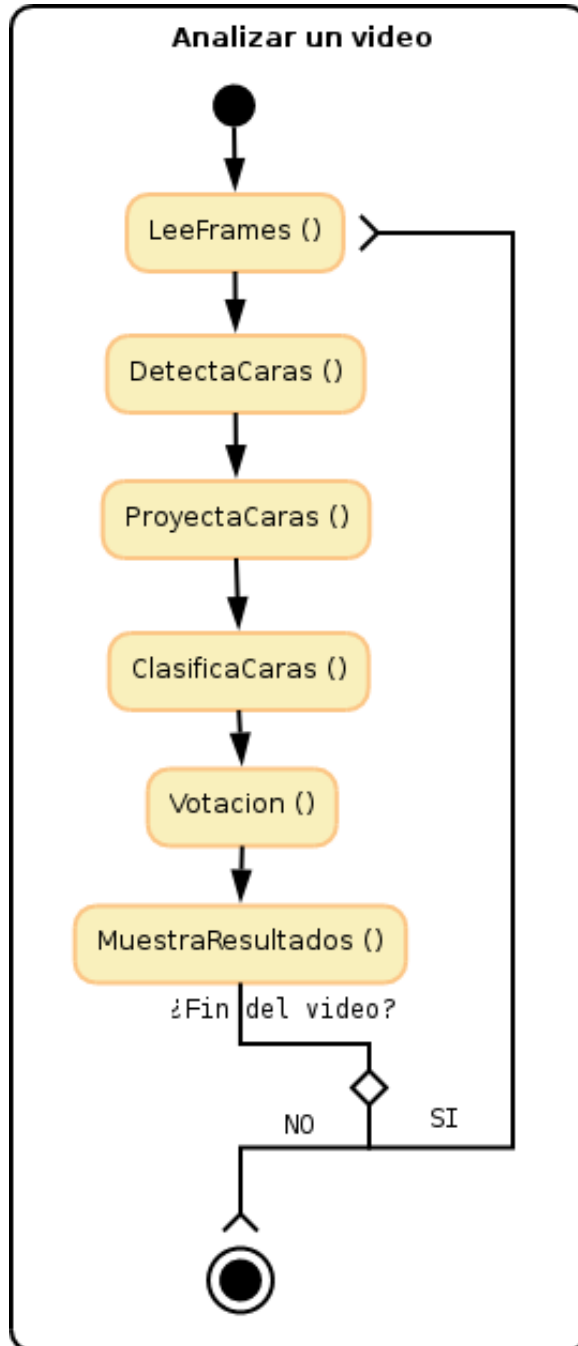 Analizar un video
LeeFrames ()
DetectaCaras ()
ProyectaCaras ()
ClasificaCaras ()
Votacion ()
MuestraResultados ()
¿Fin del video?
NO
SI